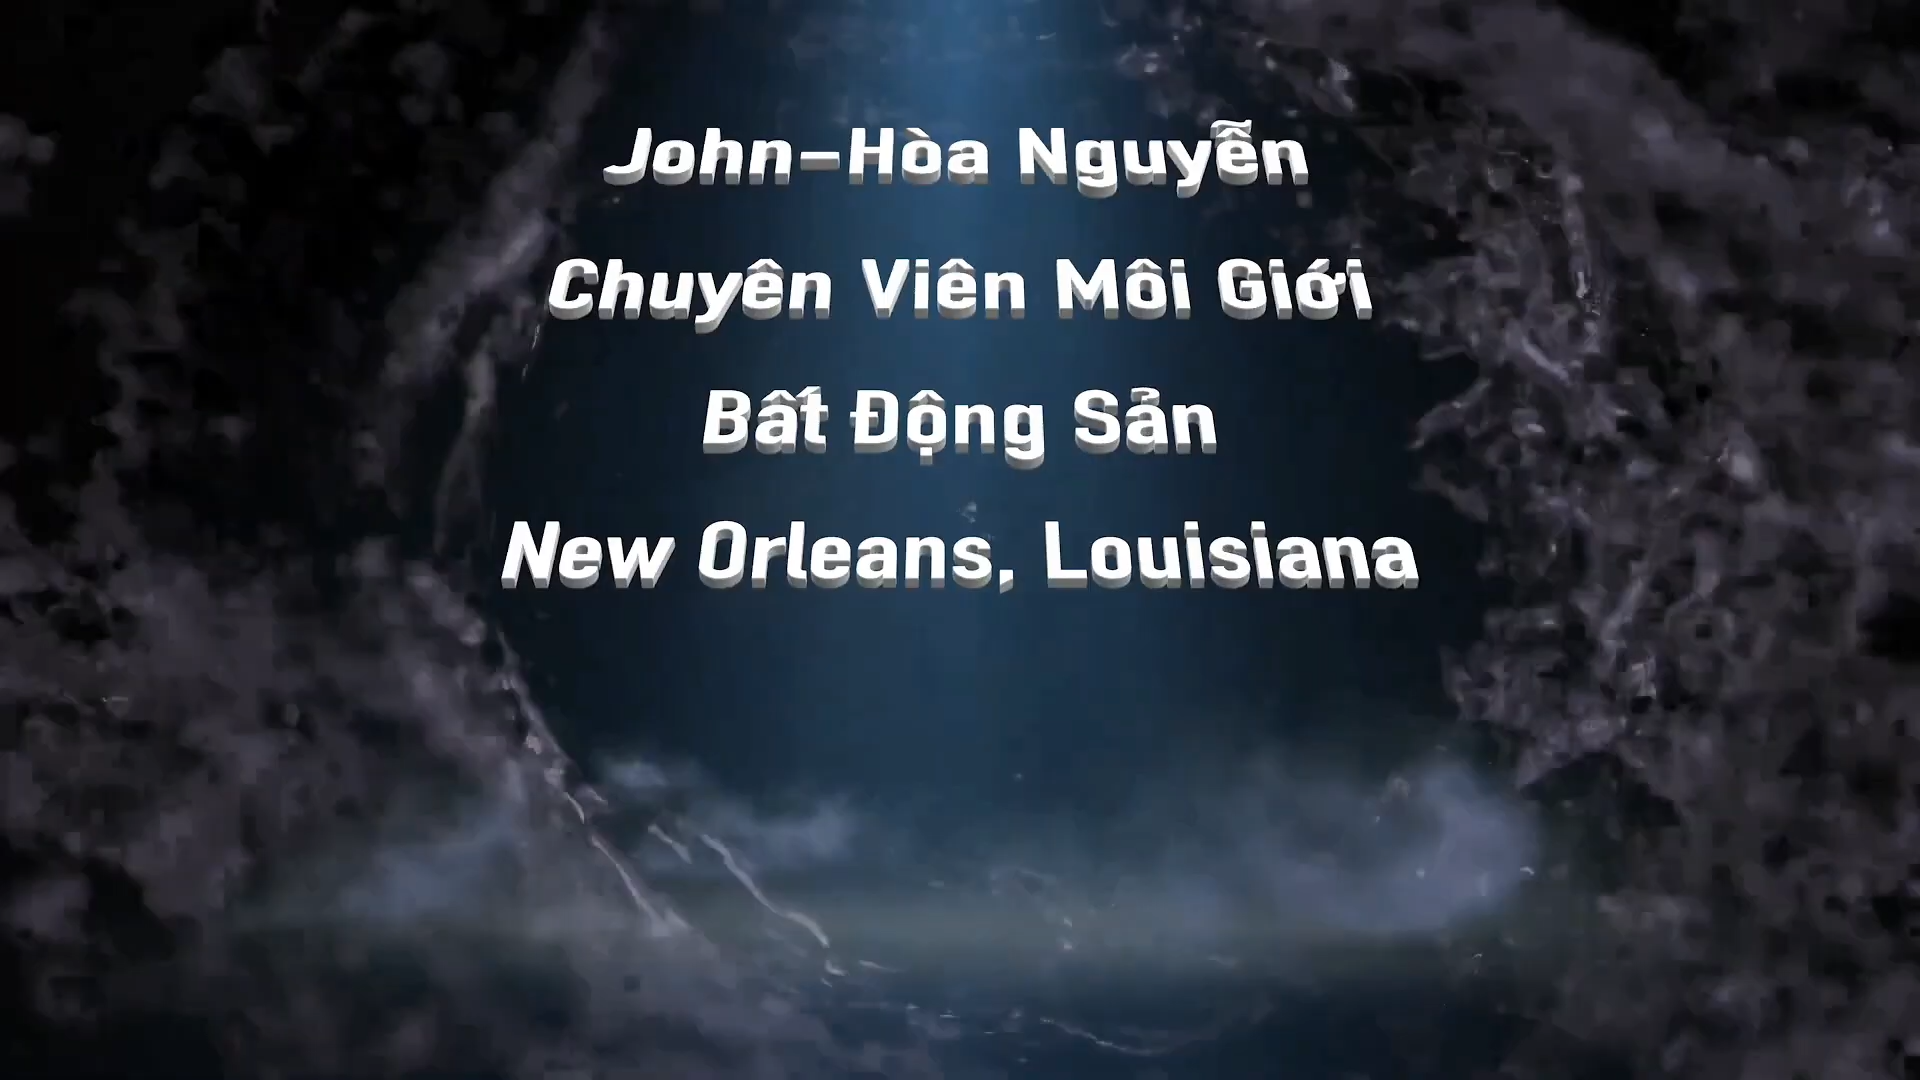 John-Hòa Nguyễn
Chuyên Viên Môi Giới
Bất Động Sản
New Orleans, Louisiana